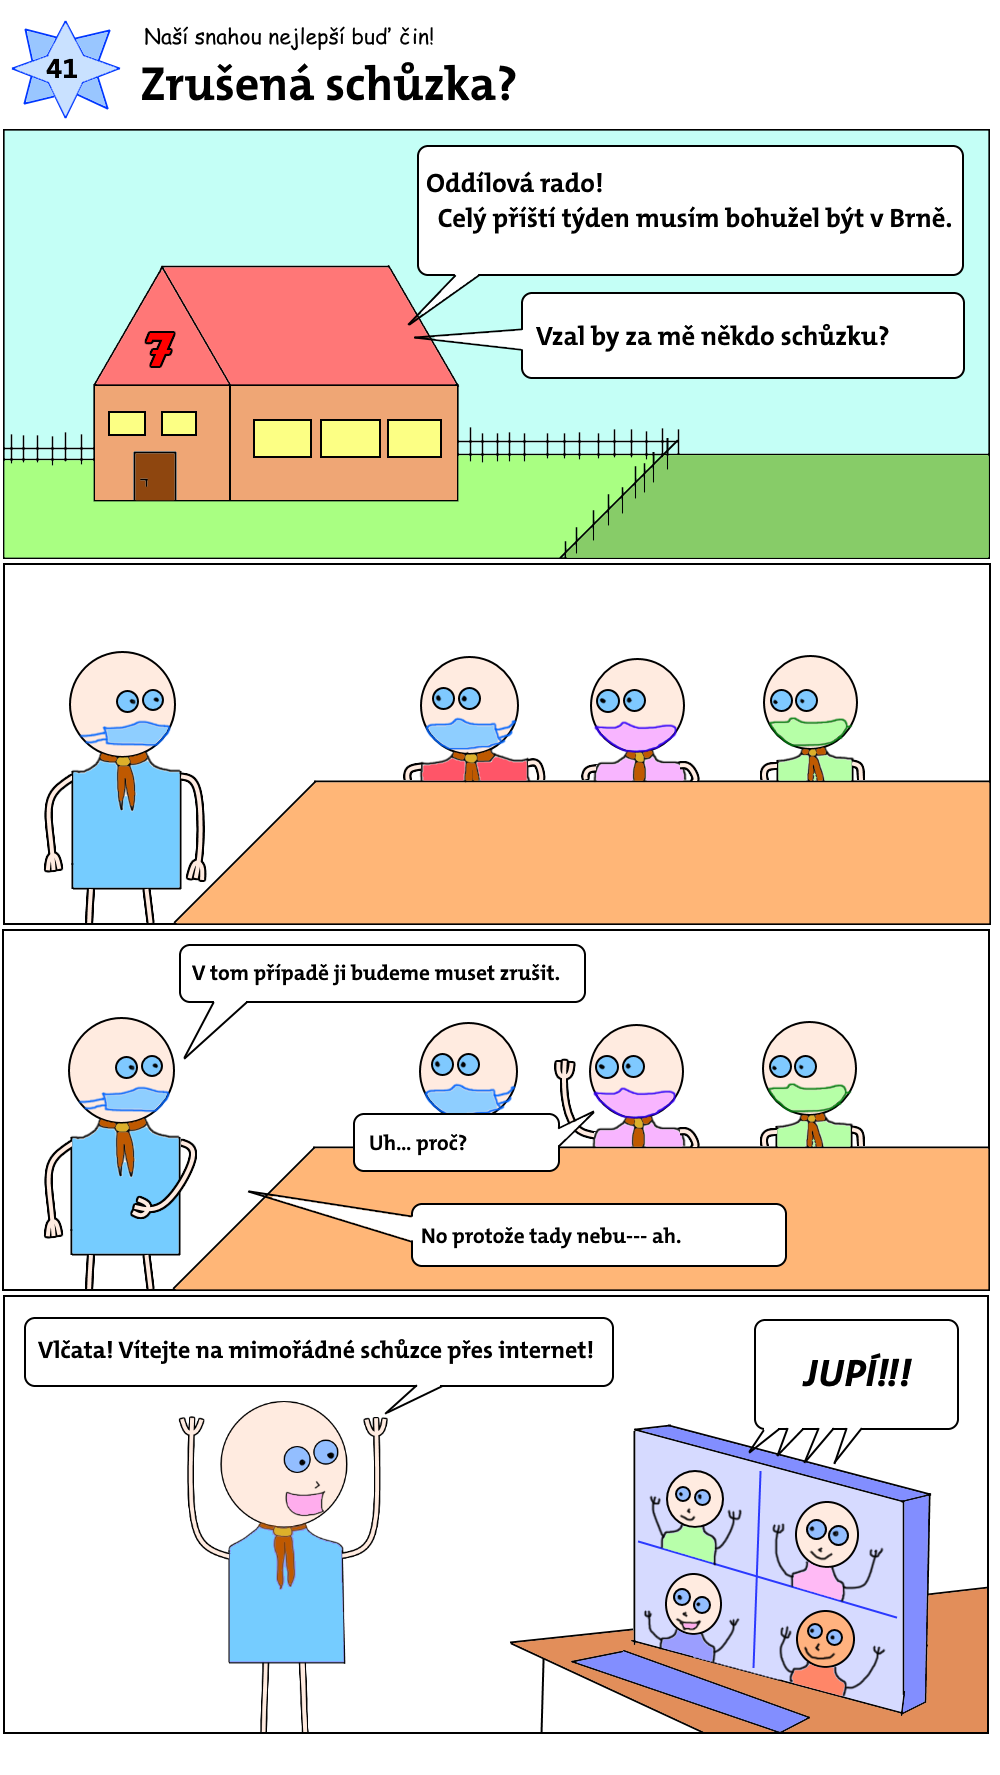 41
Naší snahou nejlepší buď čin!
Zrušená schůzka?
Oddílová rado!
Celý příští týden musím bohužel být v Brně.
Vzal by za mě někdo schůzku?
7
V tom případě ji budeme muset zrušit.
Uh... proč?
No protože tady nebu--- ah.
Vlčata! Vítejte na mimořádné schůzce přes internet!
JUPÍ!!!